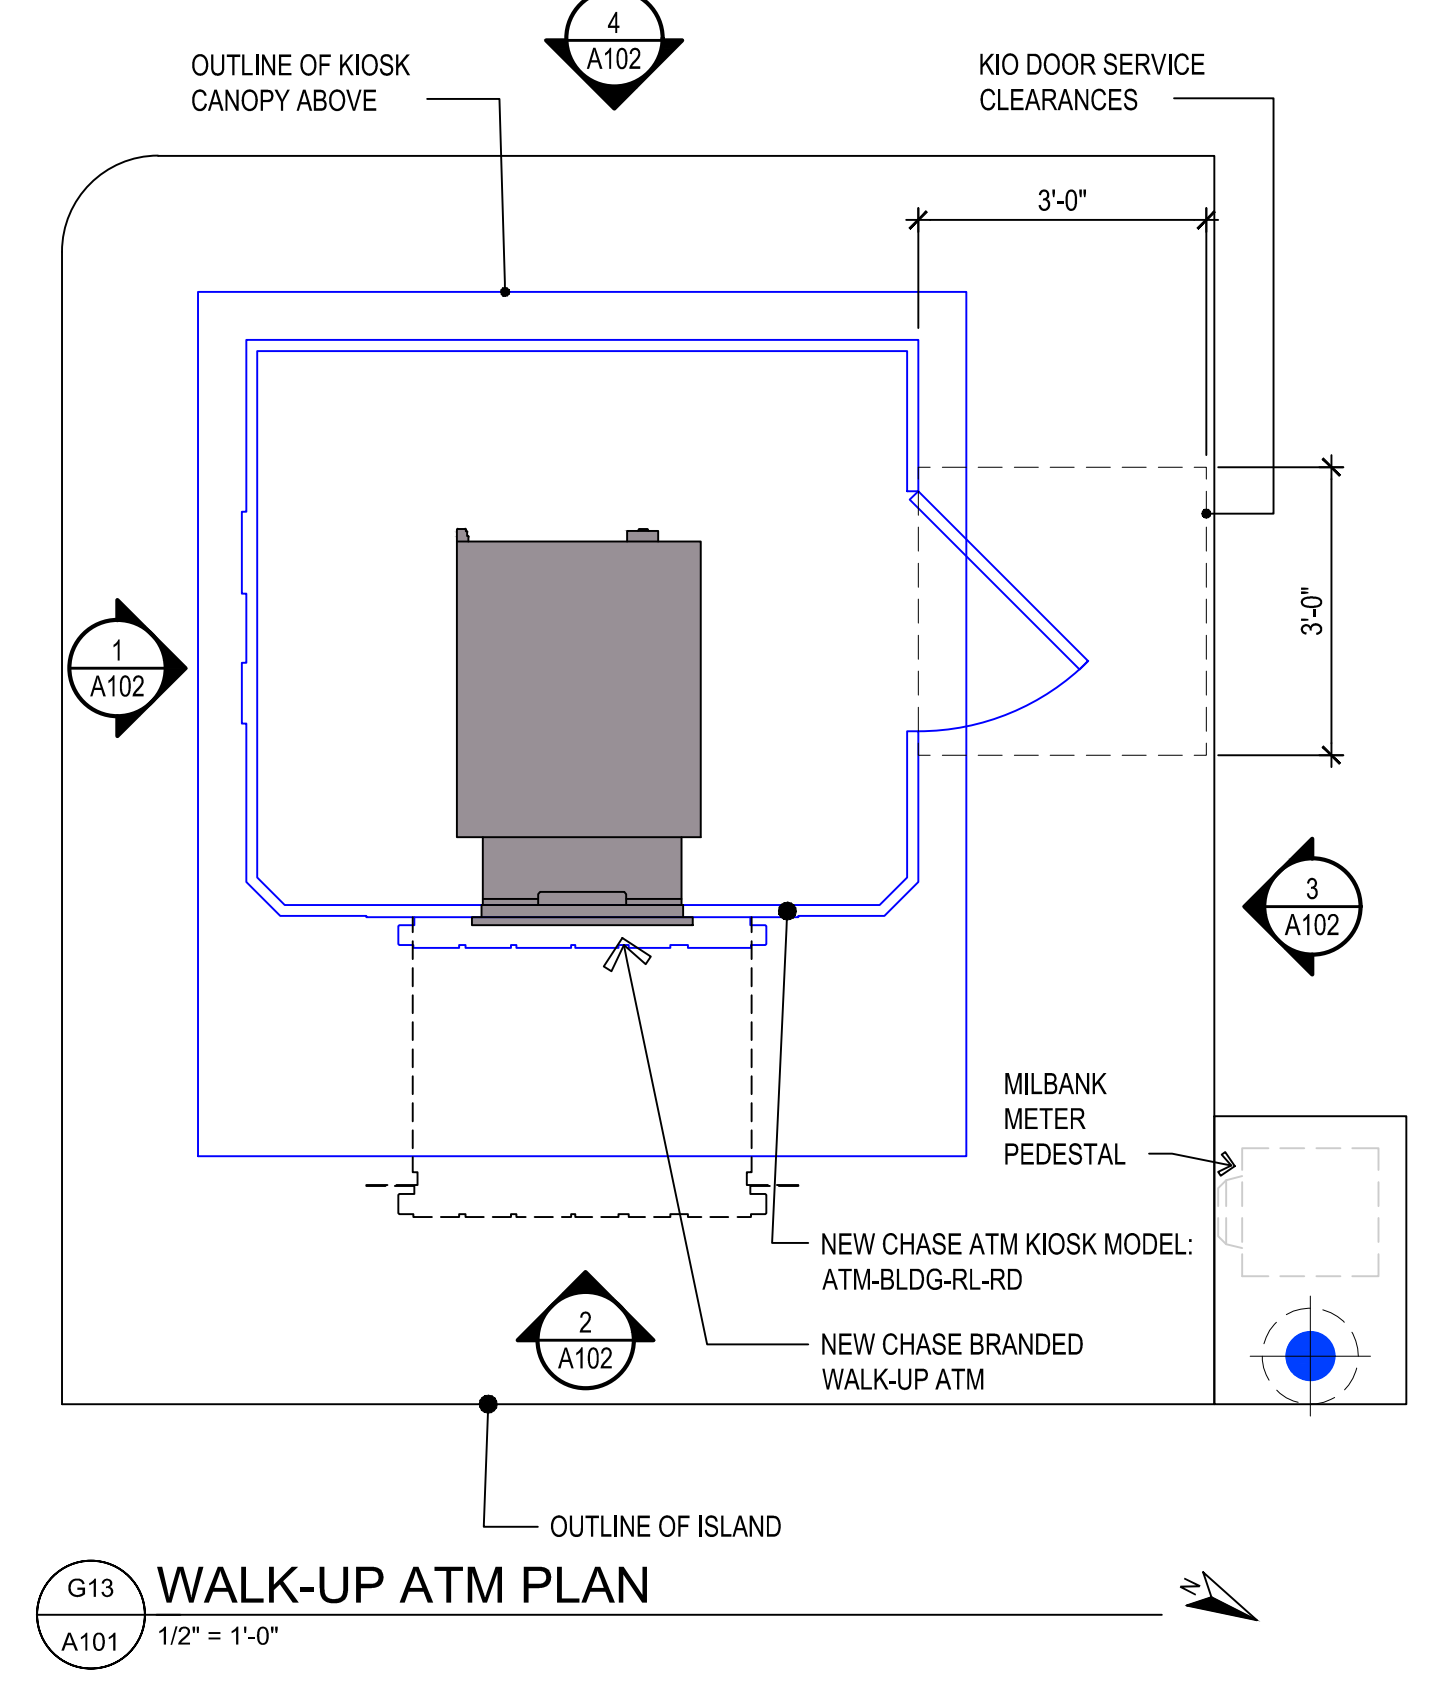 4
A102
OUTLINE OF KIOSK
CANOPY ABOVE
KIO DOOR SERVICE
CLEARANCES
3'-0"
3'-0"
1
A102
3
A102
MILBANK
METER
PEDESTAL
NEW CHASE ATM KIOSK MODEL:
ATM-BLDG-RL-RD
2
A102
NEW CHASE BRANDED
WALK-UP ATM
OUTLINE OF ISLAND
G13
A101
WALK-UP ATM PLAN
1/2" = 1'-0"
N